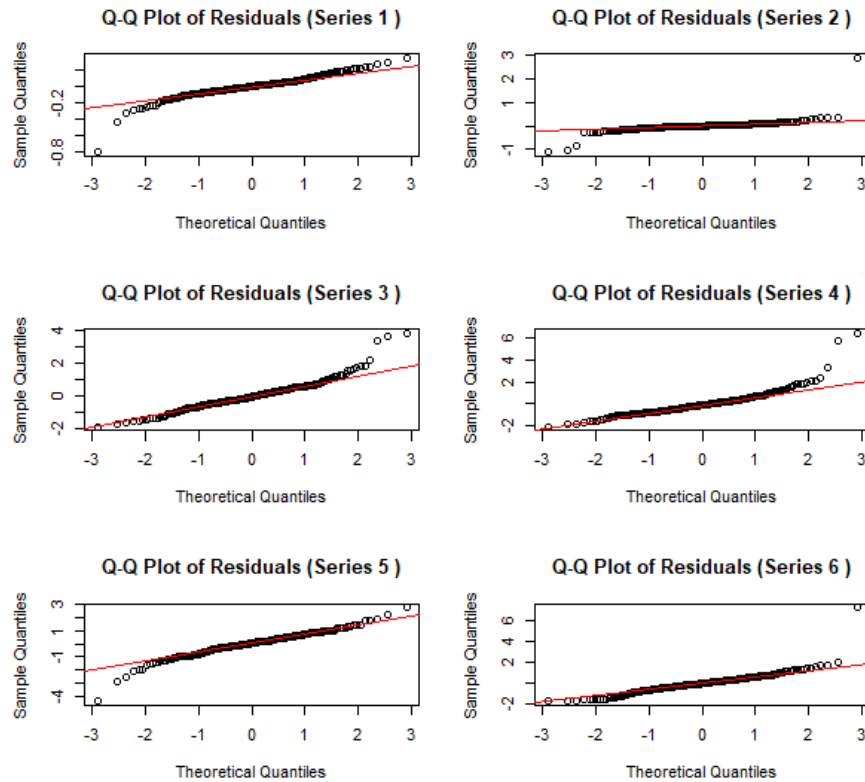 Q-Q Plot of Residuals (Series 1 )
Sample Quantiles
-0.2
-0.8
-3 -2 -1 0 1 2 3
Theoretical Quantiles
Q-Q Plot of Residuals (Series 2 )
Sample Quantiles
3
1
-1
-3 -2 -1 0 1 2 3
Theoretical Quantiles
Q-Q Plot of Residuals (Series 3 )
Sample Quantiles
4
2
0
-2
-3 -2 -1 0 1 2 3
Theoretical Quantiles
Q-Q Plot of Residuals (Series 4 )
Sample Quantiles
6
4
2
-2
-3 -2 -1 0 1 2 3
Theoretical Quantiles
Q-Q Plot of Residuals (Series 5 )
Sample Quantiles
3
1
-1
-4
-3 -2 -1 0 1 2 3
Theoretical Quantiles
Q-Q Plot of Residuals (Series 6 )
Sample Quantiles
6
4
2
-2
-3 -2 -1 0 1 2 3
Theoretical Quantiles